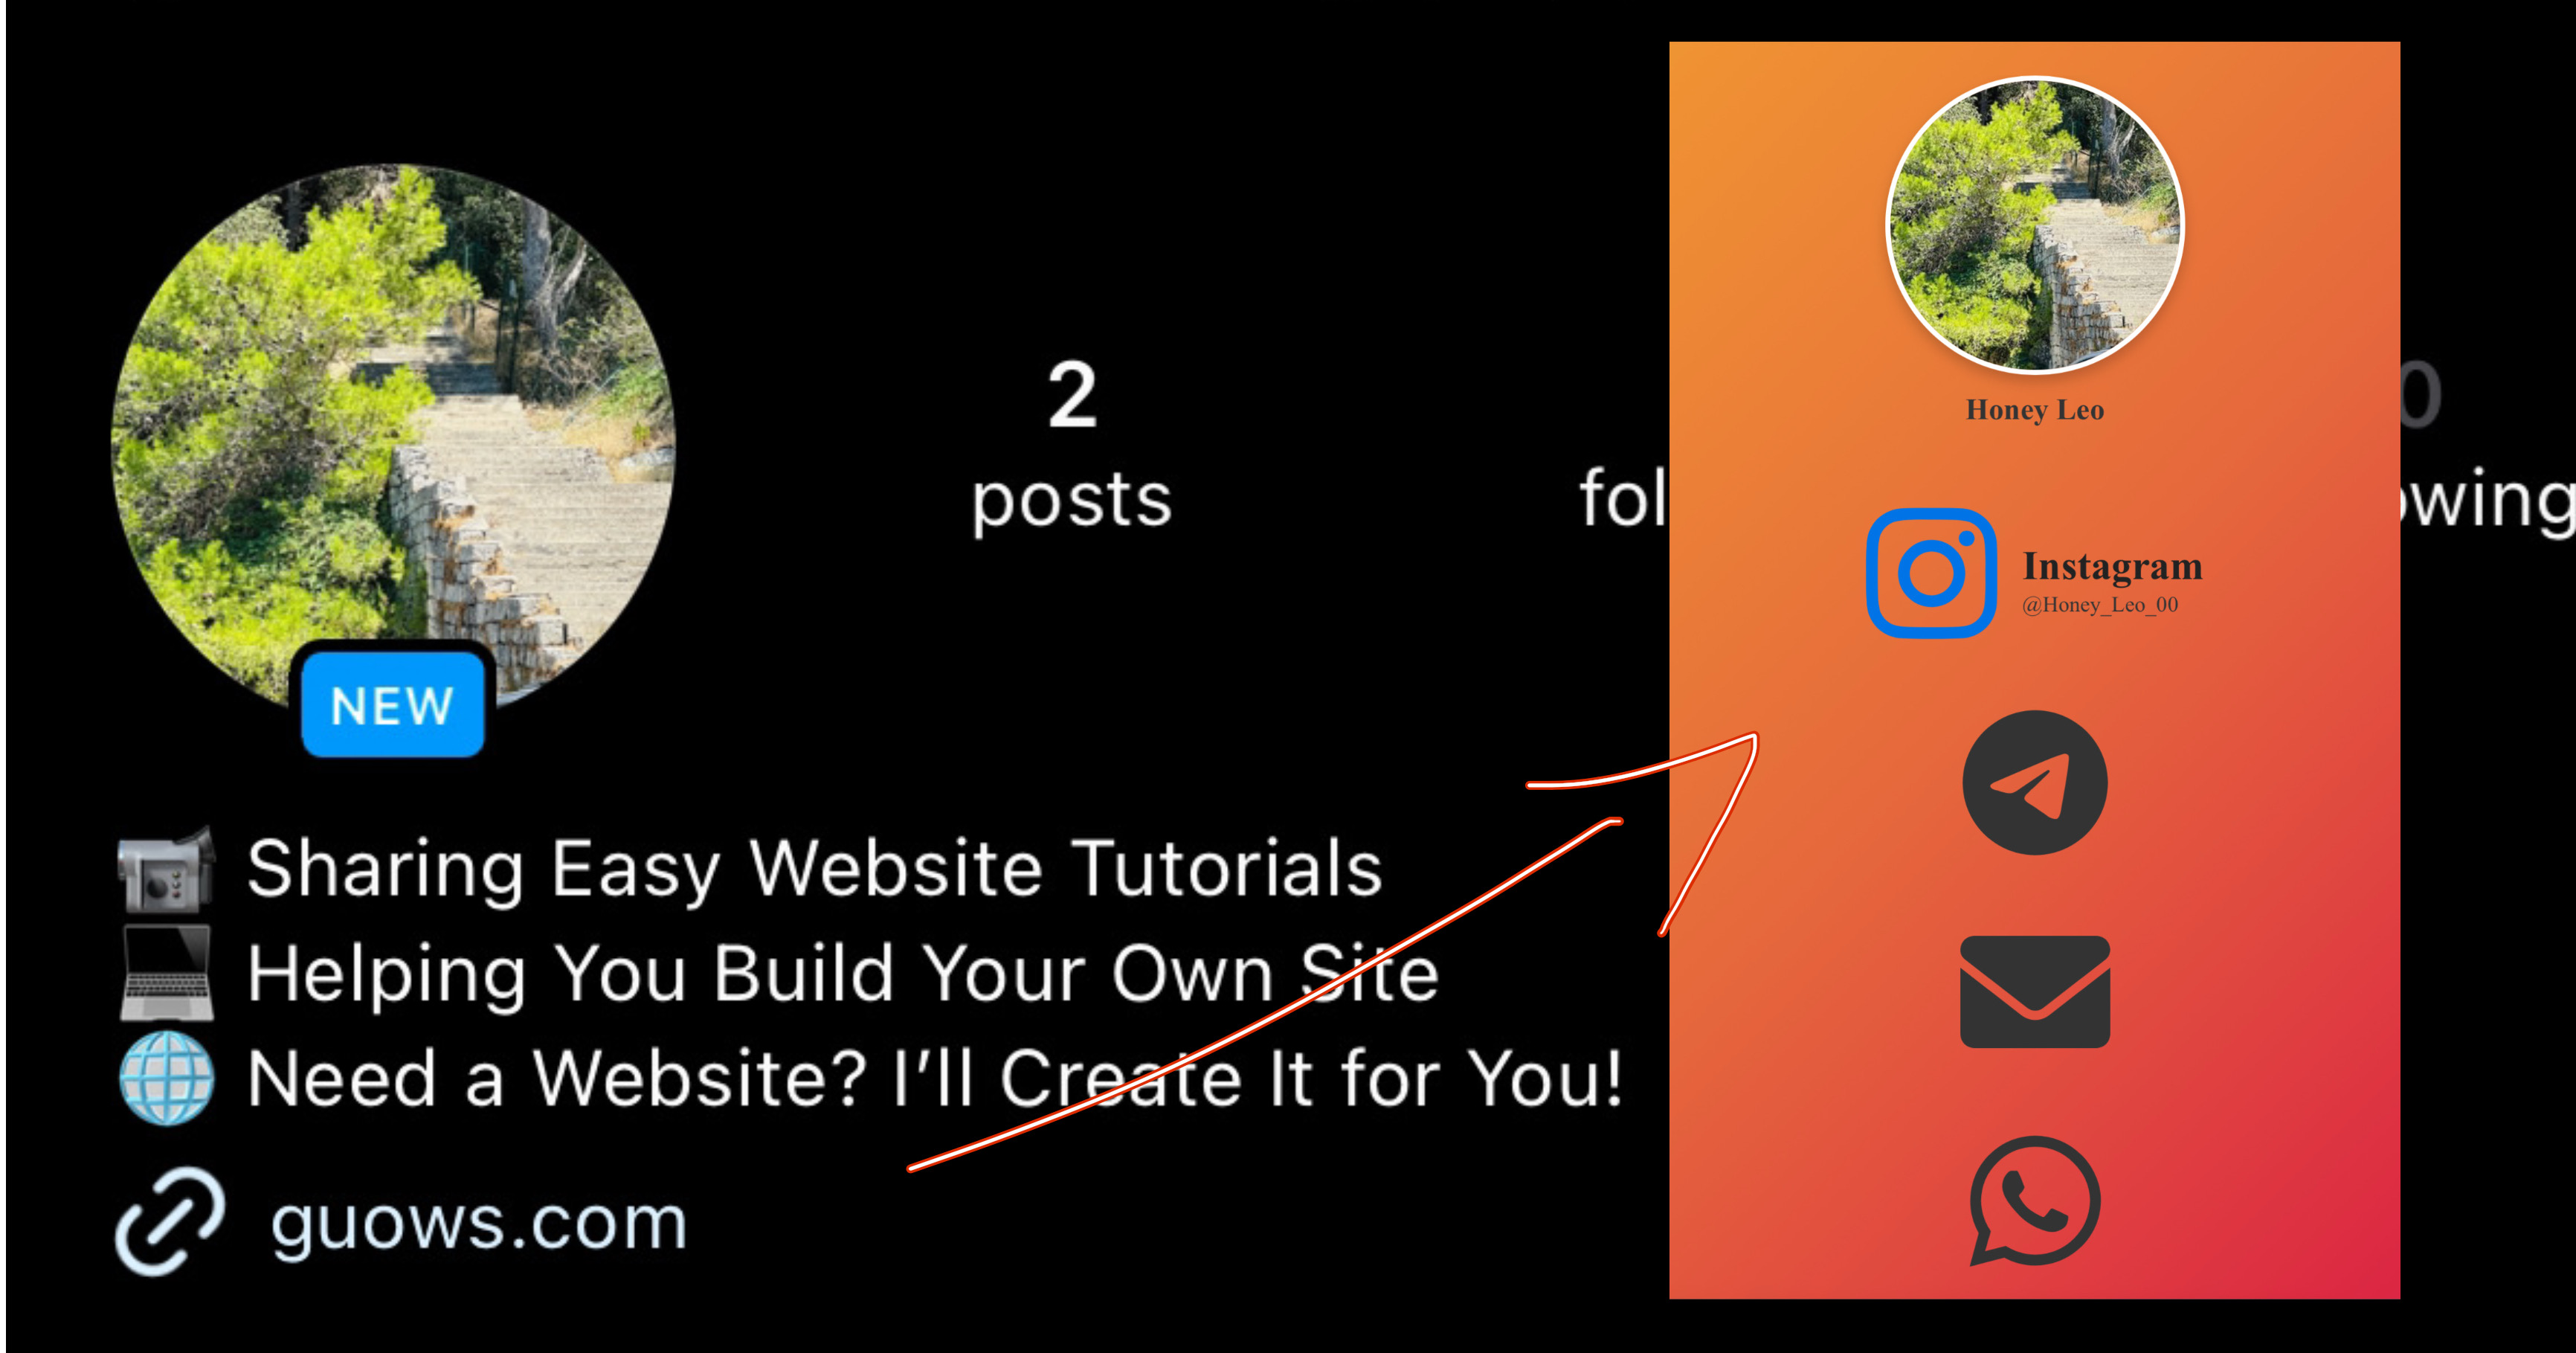 2
posts
fol
0
owing
NEW
Sharing Easy Website Tutorials
Helping You Build Your Own Site
Need a Website? I’ll Create It for You!
guows.com
Honey Leo
Instagram
@Honey_Leo_00